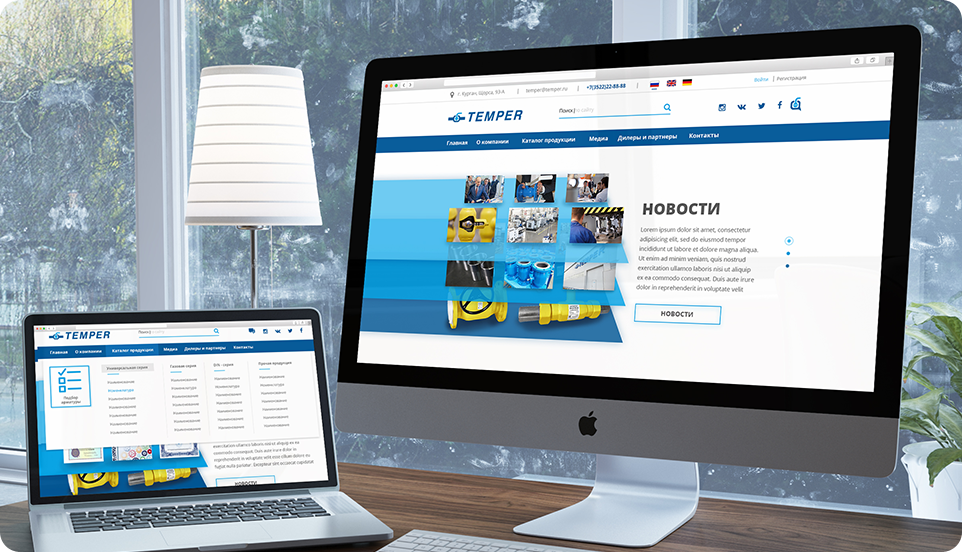 г. Курган, Щорса, 93-А | temper@temper.ru | +7(3522)22-88-88
Войти | Регистрация
TEMPER
Поиск по сайту
Главная О компании Каталог продукции Медиа Дилеры и партнеры Контакты
НОВОСТИ
Lorem ipsum dolor sit amet, consectetur
adipisicing elit, sed do eiusmod tempor
incididunt ut labore et dolore magna aliqua.
Ut enim ad minim veniam, quis nostrud
exercitation ullamco laboris nisi ut aliquip
ex ea commodo consequat. Duis aute irure
dolor in reprehenderit in voluptate velit
НОВОСТИ
TEMPER
Главная О компании Каталог продукции Медиа Дилеры и партнеры Контакты
Подбор
арматуры
Универсальная серия Газовая серия DIN - серия Прочая продукция
exercitation ullamco laboris nisi ut aliquip
ex ea commodo consequat. Duis aute irure dolor in
reprehenderit in voluptate velit esse cillum dolore eu
fugiat nulla pariatur. Excepteur sint occaecat cupidatat
НОВОСТИ